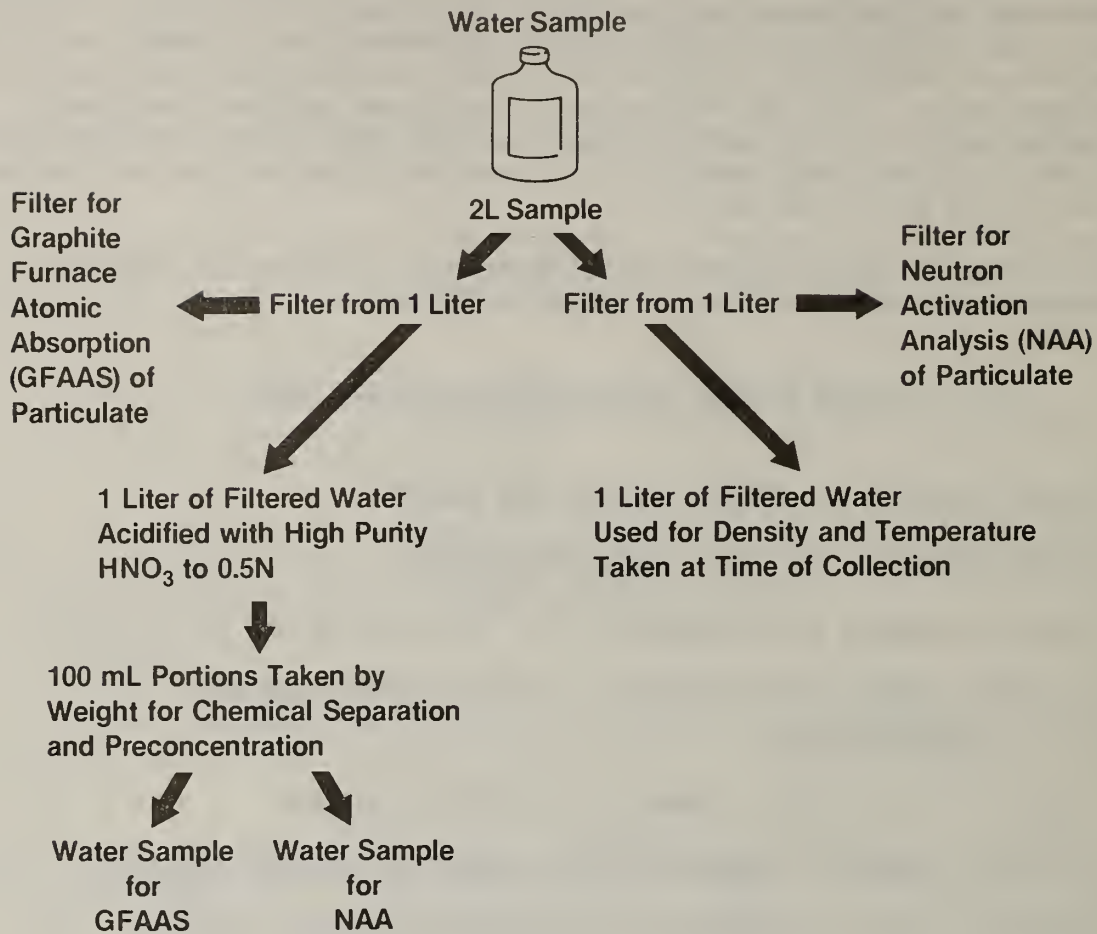 Water Sample
2L Sample
Filter for
Graphite
Furnace
Atomic
Absorption
(GFAAS) of
Particulate
Filter from 1 Liter
Filter from 1 Liter
Filter for
Neutron
Activation
Analysis (NAA)
of Particulate
1 Liter of Filtered Water
Acidified with High Purity
HNO₃ to 0.5N
1 Liter of Filtered Water
Used for Density and Temperature
Taken at Time of Collection
100 mL Portions Taken by
Weight for Chemical Separation
and Preconcentration
Water Sample
for
GFAAS
Water Sample
for
NAA